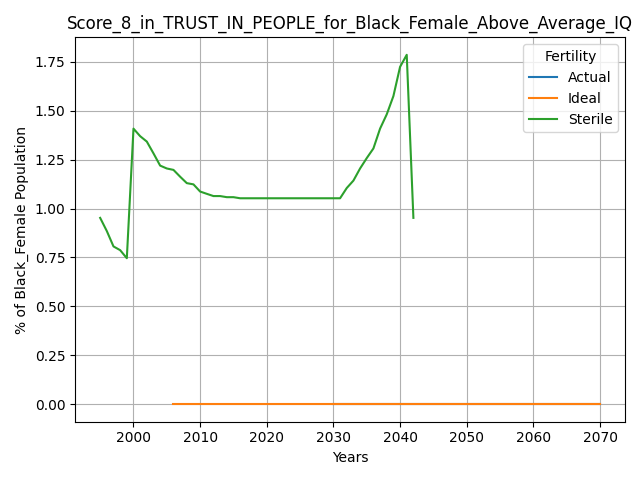 Score_8_in_TRUST_IN_PEOPLE_for_Black_Female_Above_Average_IQ
Fertility
Actual
Ideal
Sterile
% of Black_Female Population
1.75
1.50
1.25
1.00
0.75
0.50
0.25
0.00
2000 2010 2020 2030 2040 2050 2060 2070
Years